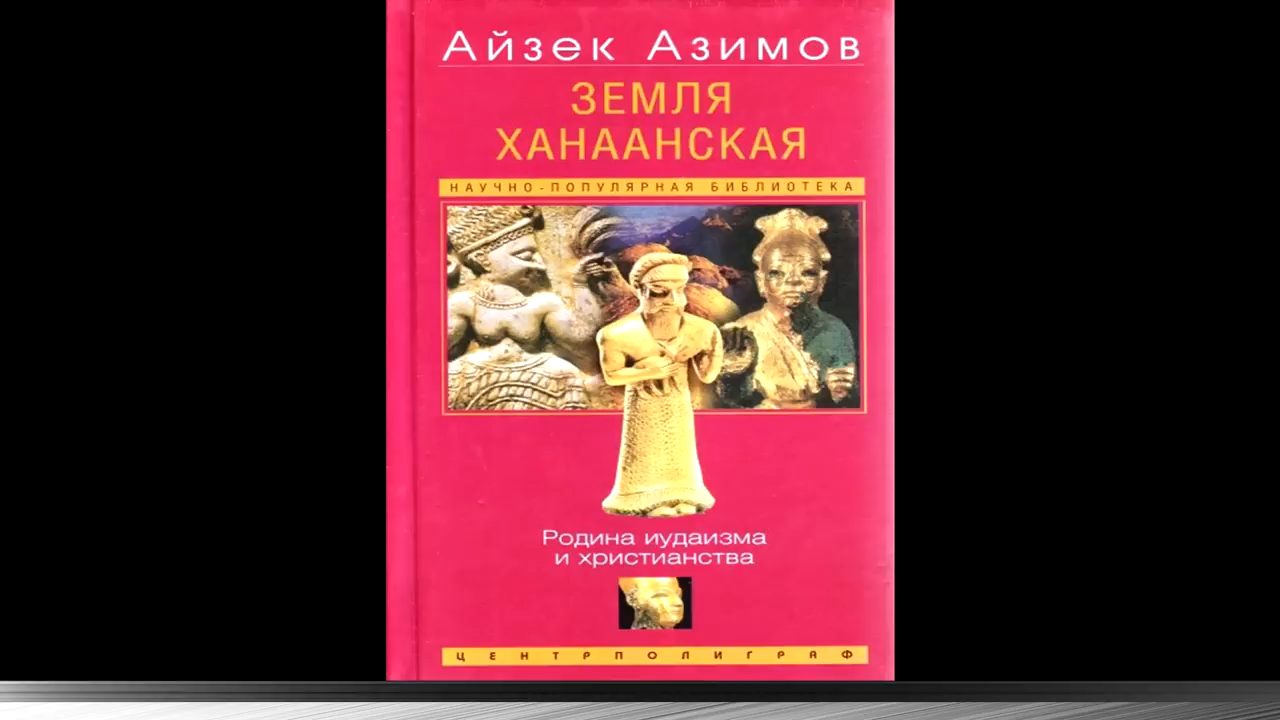 Айзек Азимов
ЗЕМЛЯ
ХАНААНСКАЯ
НАУЧНО-ПОПУЛЯРНАЯ БИБЛИОТЕКА
Родина иудаизма
и христианства
ЦЕНТРПОЛИГРАФ